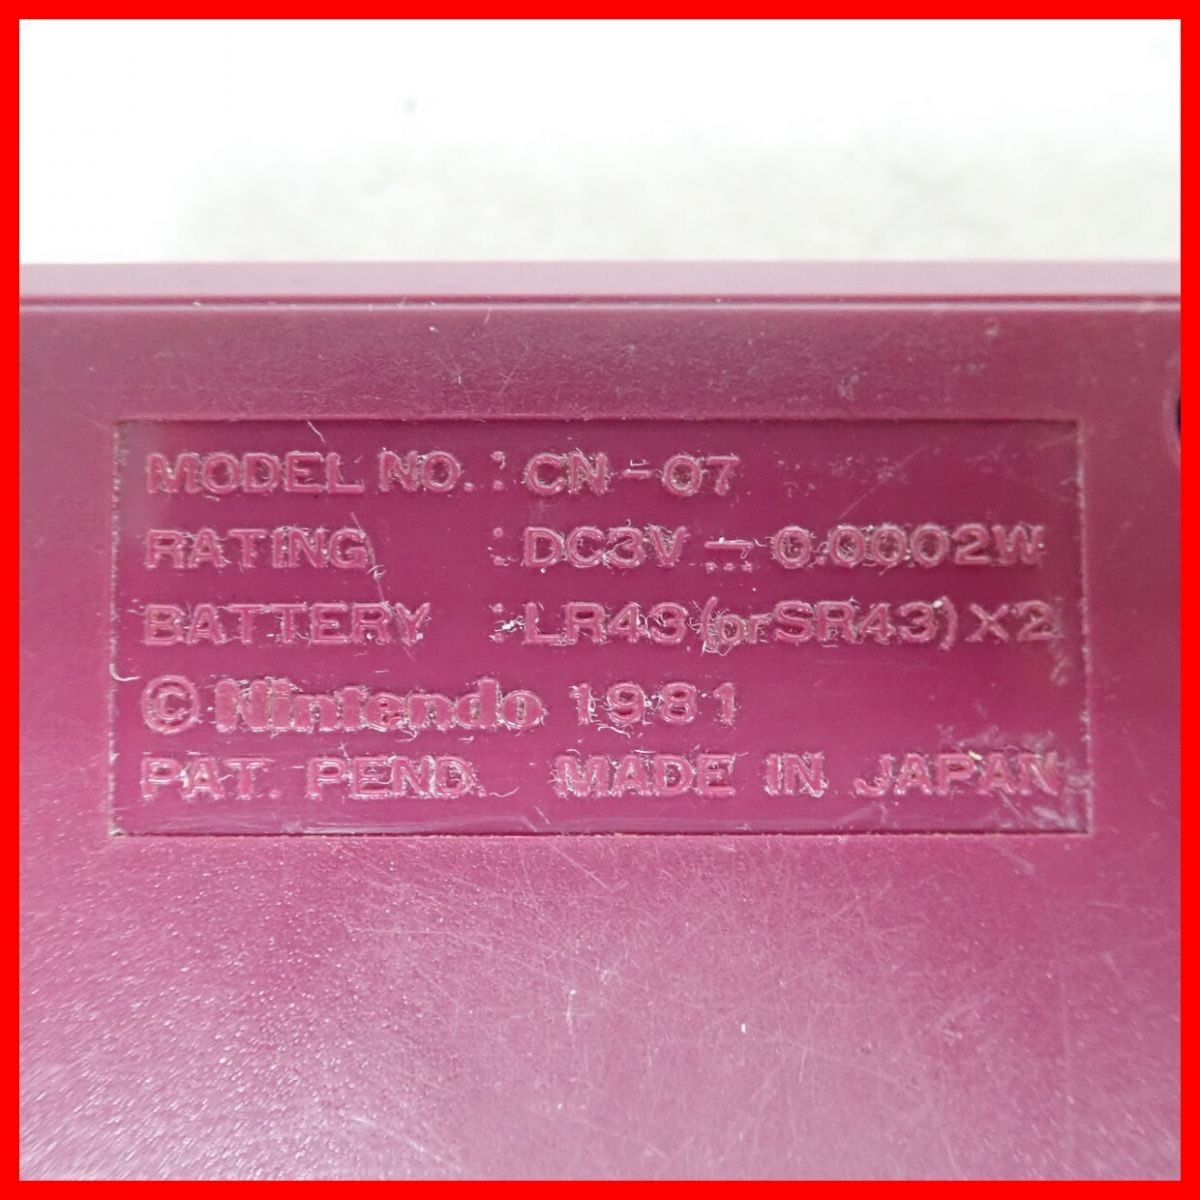 MODEL NO. : CN-07
RATING : DC3V ⎓ 0.0002W
BATTERY : LR43 (or SR43) X2
© Nintendo 1981
PAT. PEND. MADE IN JAPAN